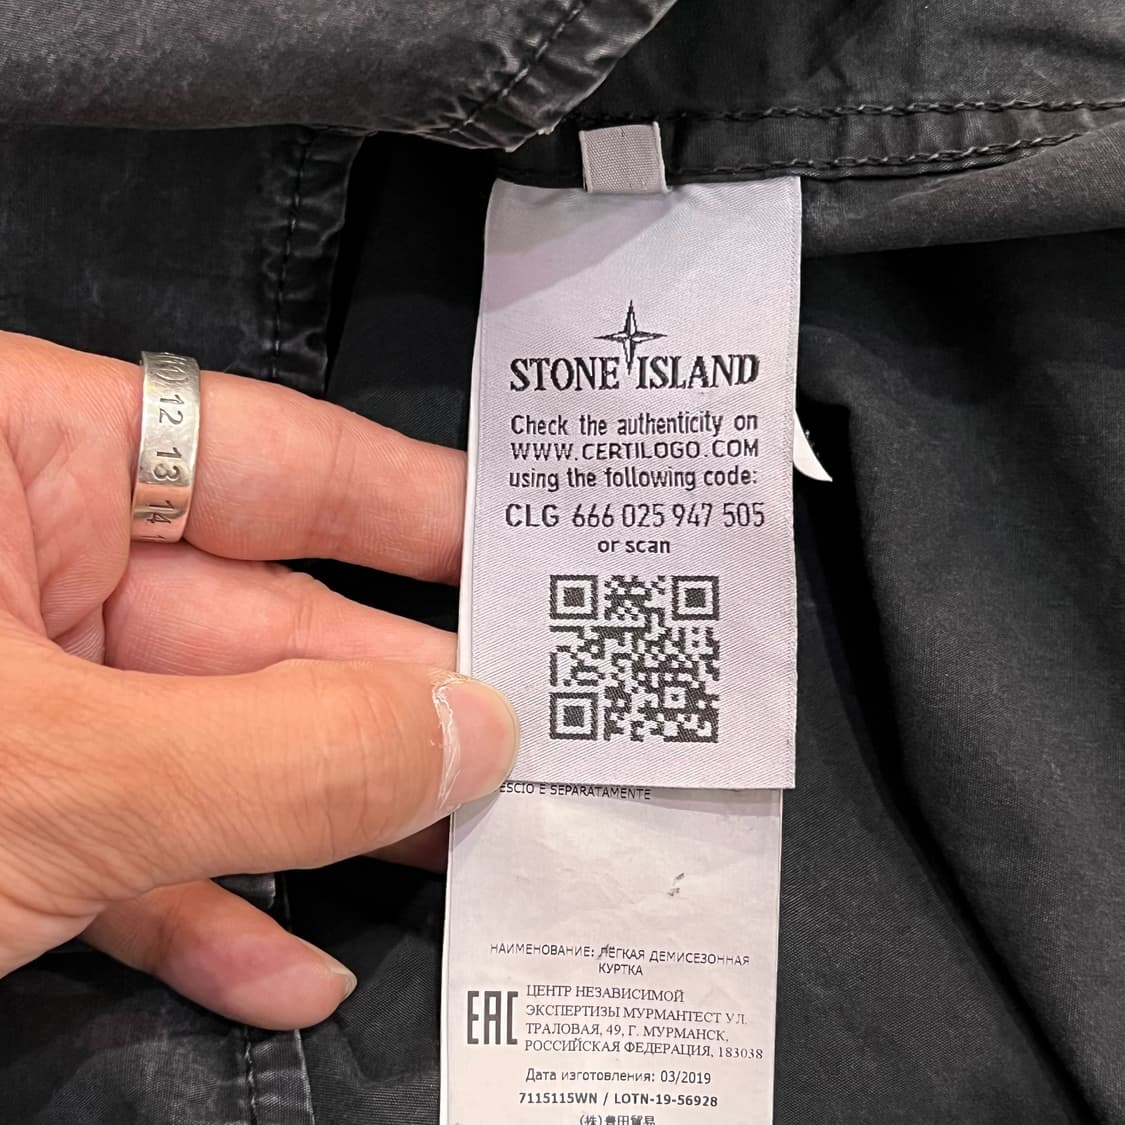 12 13 14
STONE ISLAND
Check the authenticity on
WWW.CERTILOGO.COM
using the following code:
CLG 666 025 947 505
or scan
ESCIO E SEPARATAMENTE
НАИМЕНОВАНИЕ: ЛЕГКАЯ ДЕМИСЕЗОННАЯ
КУРТКА
EAC
ЦЕНТР НЕЗАВИСИМОЙ
ЭКСПЕРТИЗЫ МУРМАНТЕСТ УЛ.
ТРАЛОВАЯ, 49, Г. МУРМАНСК,
РОССИЙСКАЯ ФЕДЕРАЦИЯ, 183038
Дата изготовления: 03/2019
7115115WN / LOTN-19-56928
(株)豊田貿易